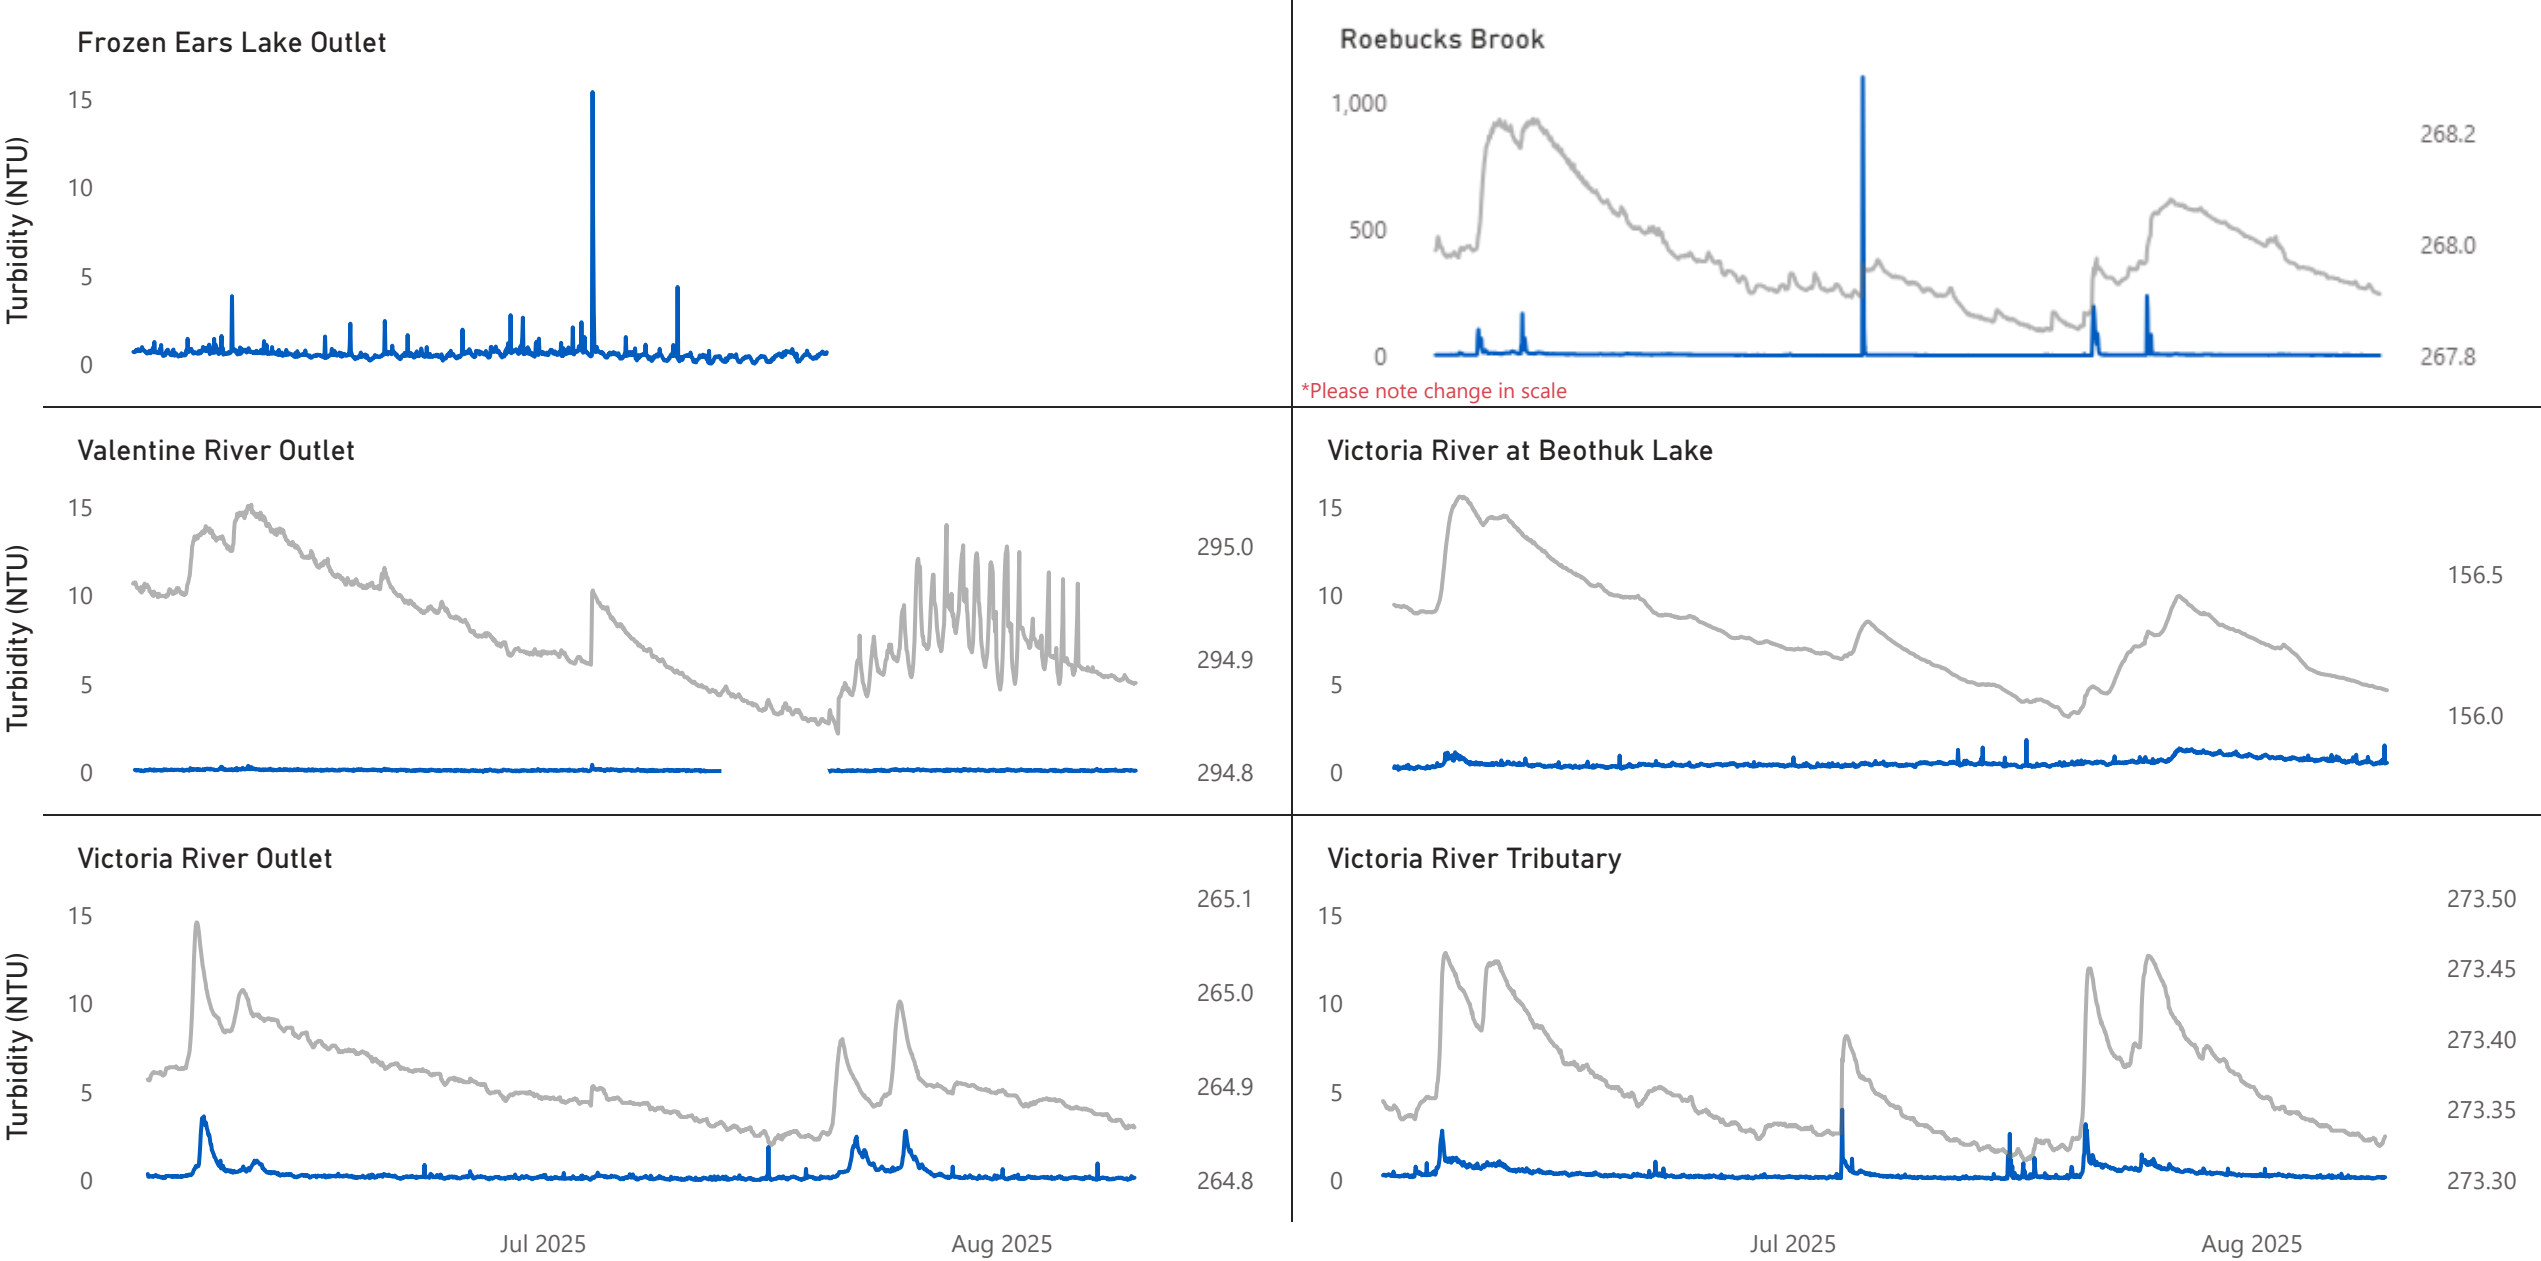 Frozen Ears Lake Outlet
Turbidity (NTU)
15
10
5
0
Roebucks Brook
1,000
500
0
268.2
268.0
267.8
*Please note change in scale
Valentine River Outlet
Turbidity (NTU)
15
10
5
0
295.0
294.9
294.8
Victoria River at Beothuk Lake
15
10
5
0
156.5
156.0
Victoria River Outlet
Turbidity (NTU)
15
10
5
0
265.1
265.0
264.9
264.8
Victoria River Tributary
15
10
5
0
273.50
273.45
273.40
273.35
273.30
Jul 2025
Aug 2025
Jul 2025
Aug 2025